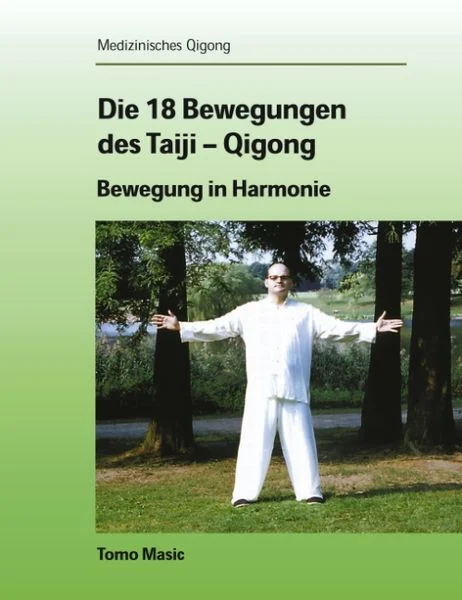 Medizinisches Qigong
Die 18 Bewegungen
des Taiji – Qigong
Bewegung in Harmonie
Tomo Masic